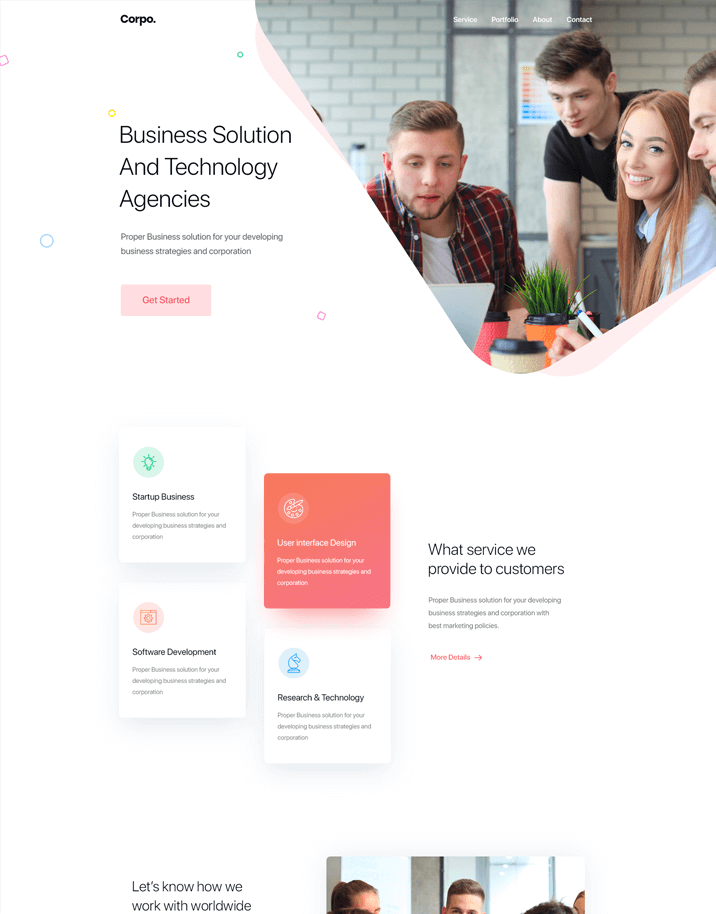 Corpo.
Service Portfolio About Contact
Business Solution
And Technology
Agencies
Proper Business solution for your developing
business strategies and corporation
Get Started
Startup Business
Proper Business solution for your
developing business strategies and
corporation
User interface Design
Proper Business solution for your
developing business strategies and
corporation
Software Development
Proper Business solution for your
developing business strategies and
corporation
Research & Technology
Proper Business solution for your
developing business strategies and
corporation
What service we
provide to customers
Proper Business solution for your developing
business strategies and corporation with
best marketing policies.
More Details
Let's know how we
work with worldwide